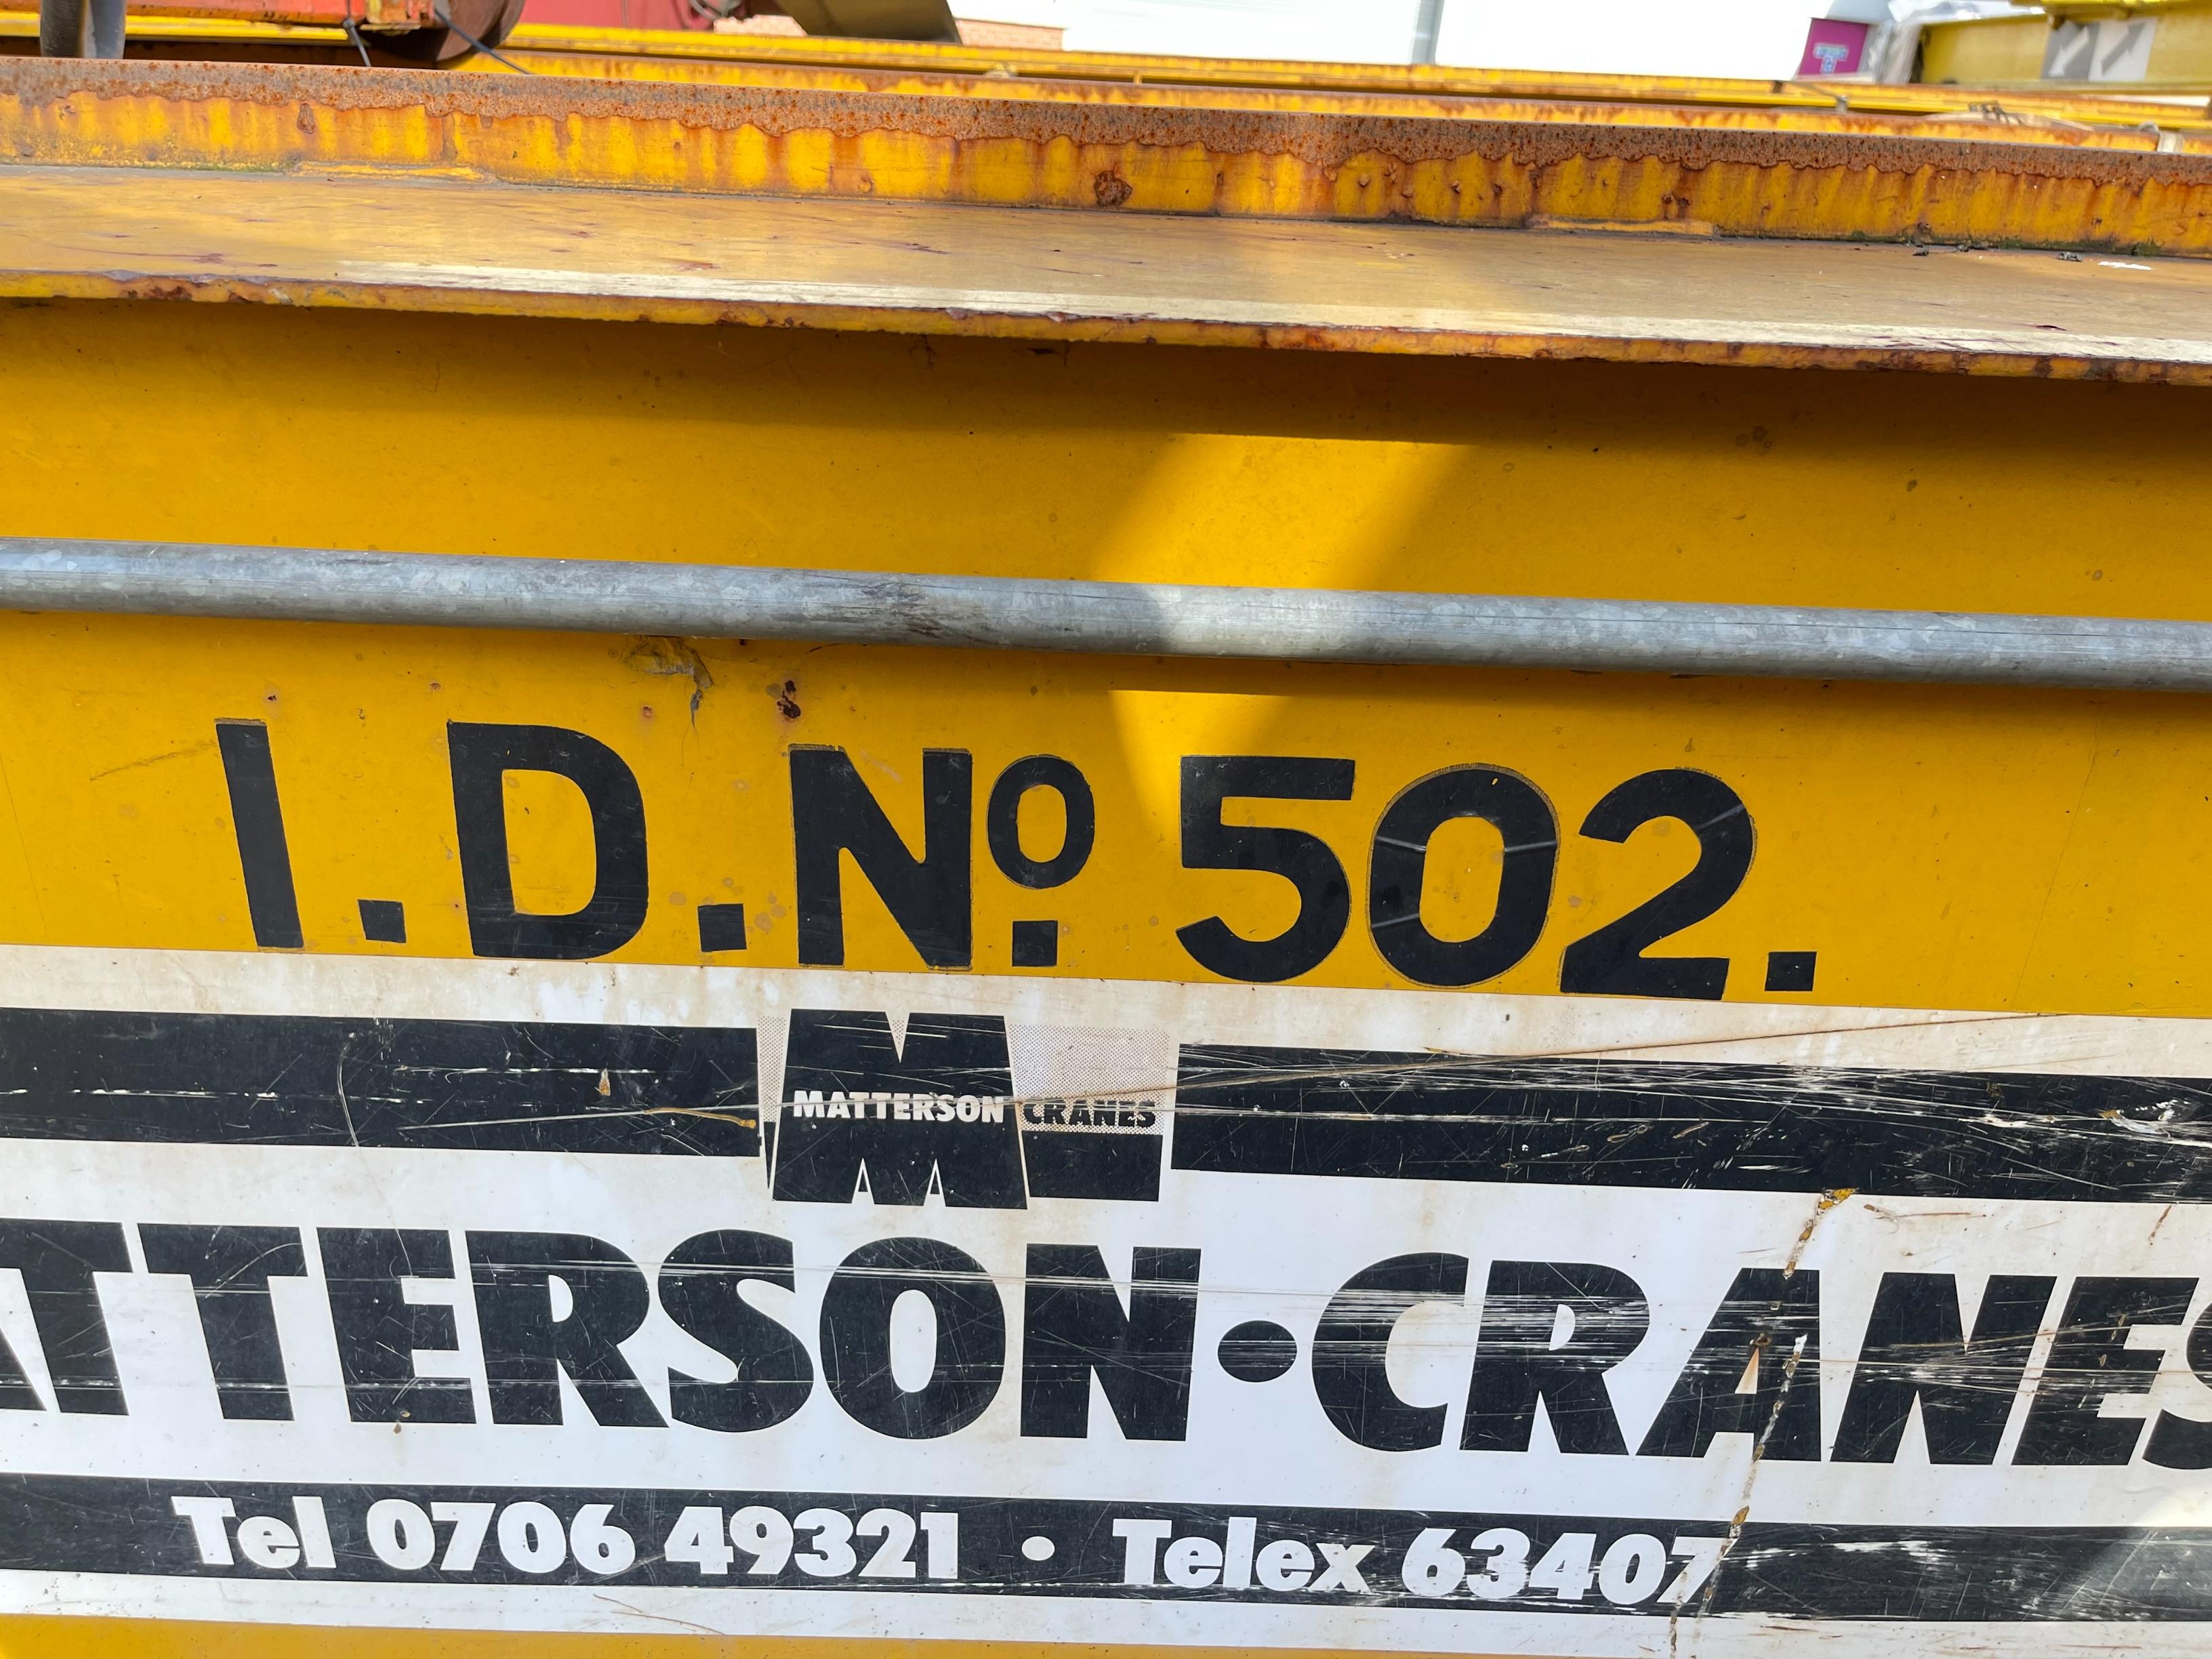 I.D.Nº 502.
MATTERSON CRANES
ATTERSON·CRANES
Tel 0706 49321 • Telex 63407